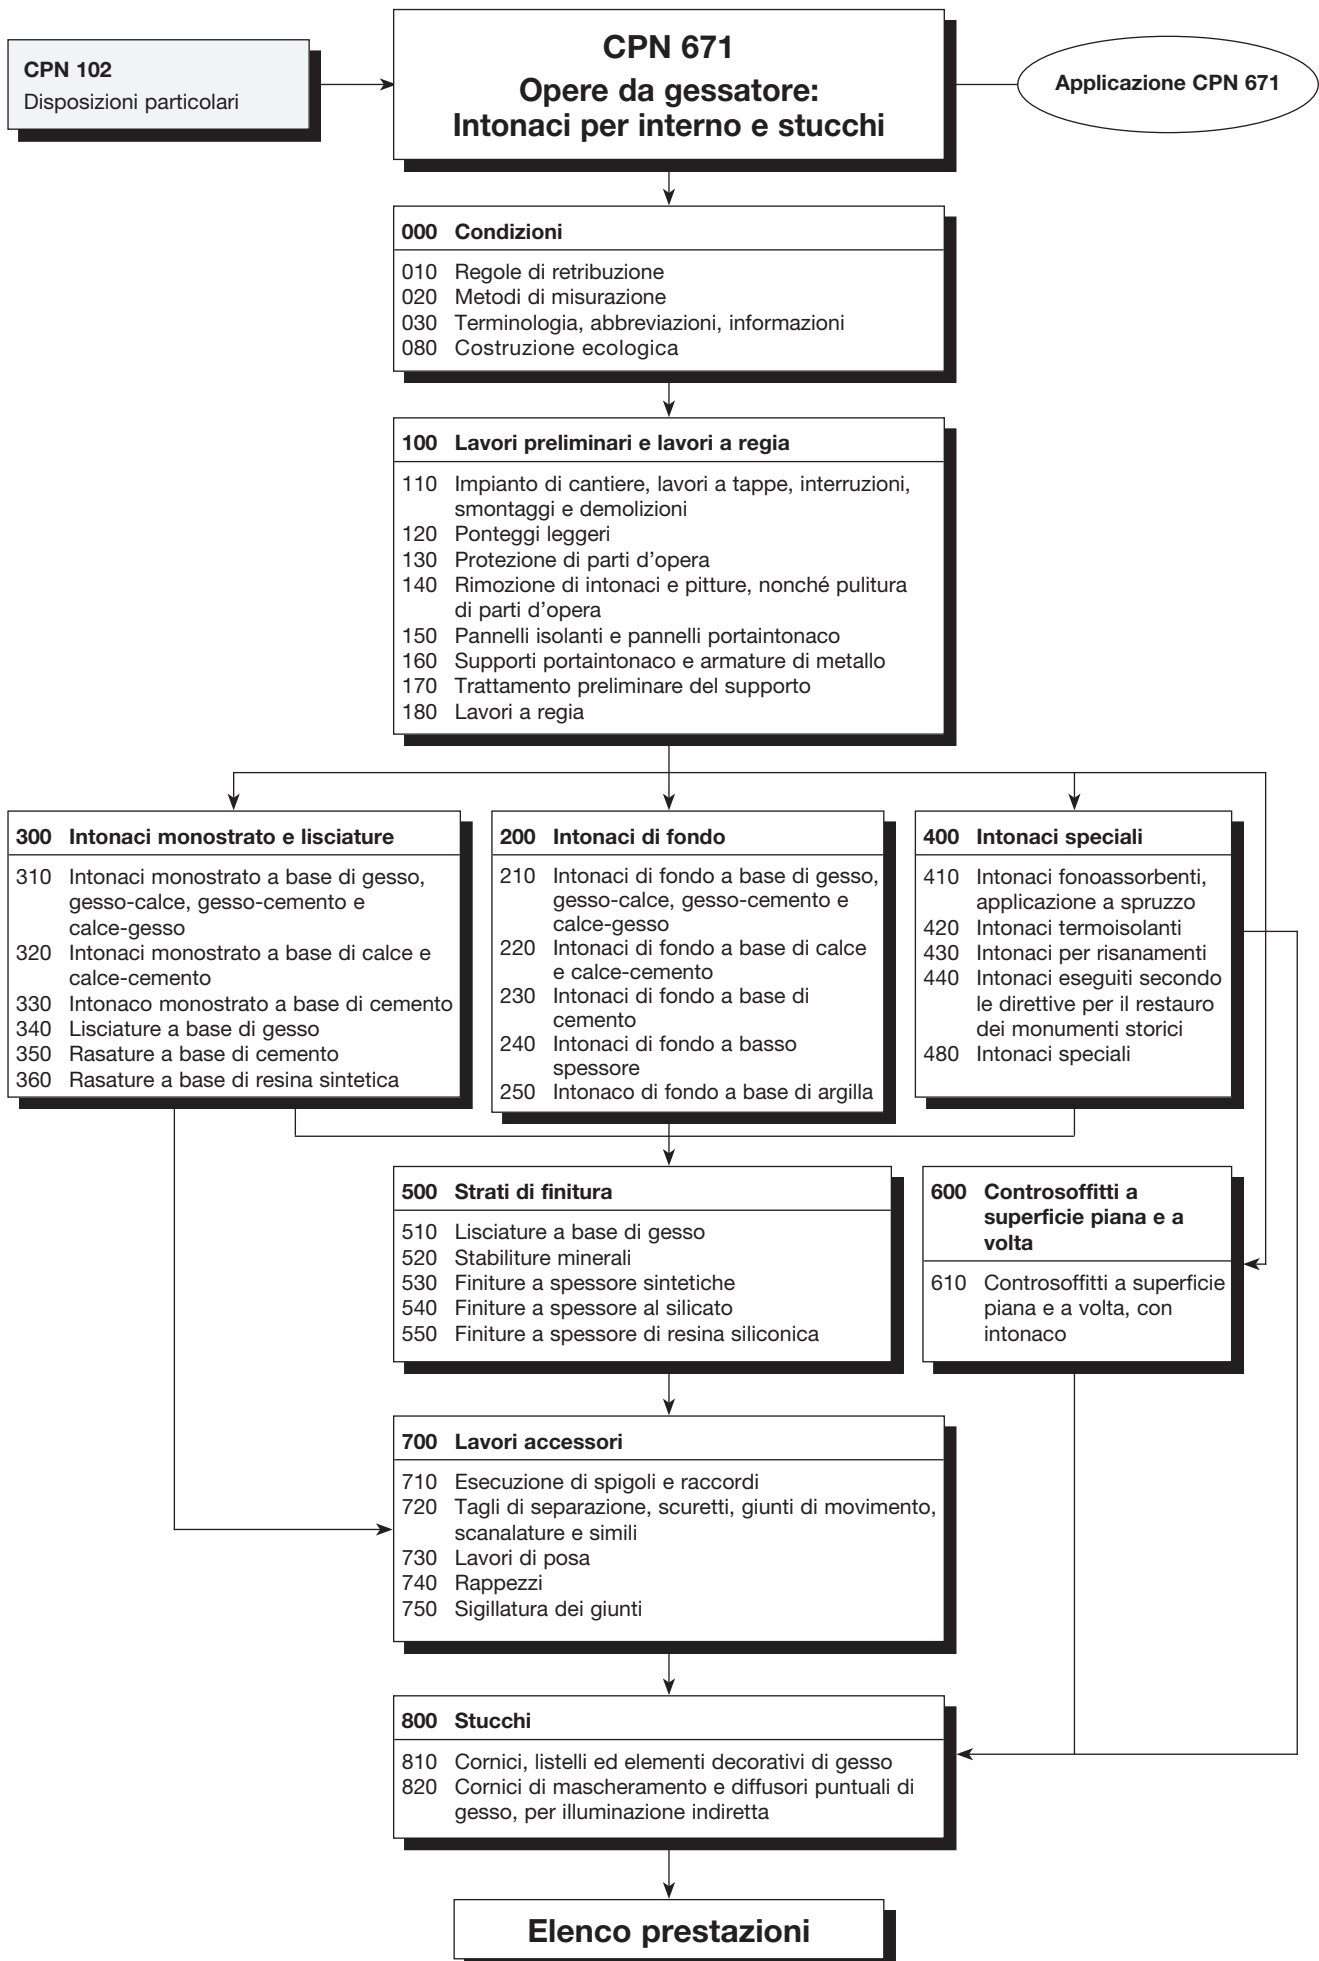 CPN 102
Disposizioni particolari
CPN 671
Opere da gessatore:
Intonaci per interno e stucchi
Applicazione CPN 671
000 Condizioni
010 Regole di retribuzione
020 Metodi di misurazione
030 Terminologia, abbreviazioni, informazioni
080 Costruzione ecologica
100 Lavori preliminari e lavori a regia
110 Impianto di cantiere, lavori a tappe, interruzioni,
smontaggi e demolizioni
120 Ponteggi leggeri
130 Protezione di parti d’opera
140 Rimozione di intonaci e pitture, nonché pulitura
di parti d’opera
150 Pannelli isolanti e pannelli portaintonaco
160 Supporti portaintonaco e armature di metallo
170 Trattamento preliminare del supporto
180 Lavori a regia
300 Intonaci monostrato e lisciature
310 Intonaci monostrato a base di gesso,
gesso-calce, gesso-cemento e
calce-gesso
320 Intonaci monostrato a base di calce e
calce-cemento
330 Intonaco monostrato a base di cemento
340 Lisciature a base di gesso
350 Rasature a base di cemento
360 Rasature a base di resina sintetica
200 Intonaci di fondo
210 Intonaci di fondo a base di gesso,
gesso-calce, gesso-cemento e
calce-gesso
220 Intonaci di fondo a base di calce
e calce-cemento
230 Intonaci di fondo a base di
cemento
240 Intonaci di fondo a basso
spessore
250 Intonaco di fondo a base di argilla
400 Intonaci speciali
410 Intonaci fonoassorbenti,
applicazione a spruzzo
420 Intonaci termoisolanti
430 Intonaci per risanamenti
440 Intonaci eseguiti secondo
le direttive per il restauro
dei monumenti storici
480 Intonaci speciali
500 Strati di finitura
510 Lisciature a base di gesso
520 Stabiliture minerali
530 Finiture a spessore sintetiche
540 Finiture a spessore al silicato
550 Finiture a spessore di resina siliconica
600 Controsoffitti a
superficie piana e a
volta
610 Controsoffitti a superficie
piana e a volta, con
intonaco
700 Lavori accessori
710 Esecuzione di spigoli e raccordi
720 Tagli di separazione, scuretti, giunti di movimento,
scanalature e simili
730 Lavori di posa
740 Rappezzi
750 Sigillatura dei giunti
800 Stucchi
810 Cornici, listelli ed elementi decorativi di gesso
820 Cornici di mascheramento e diffusori puntuali di
gesso, per illuminazione indiretta
Elenco prestazioni